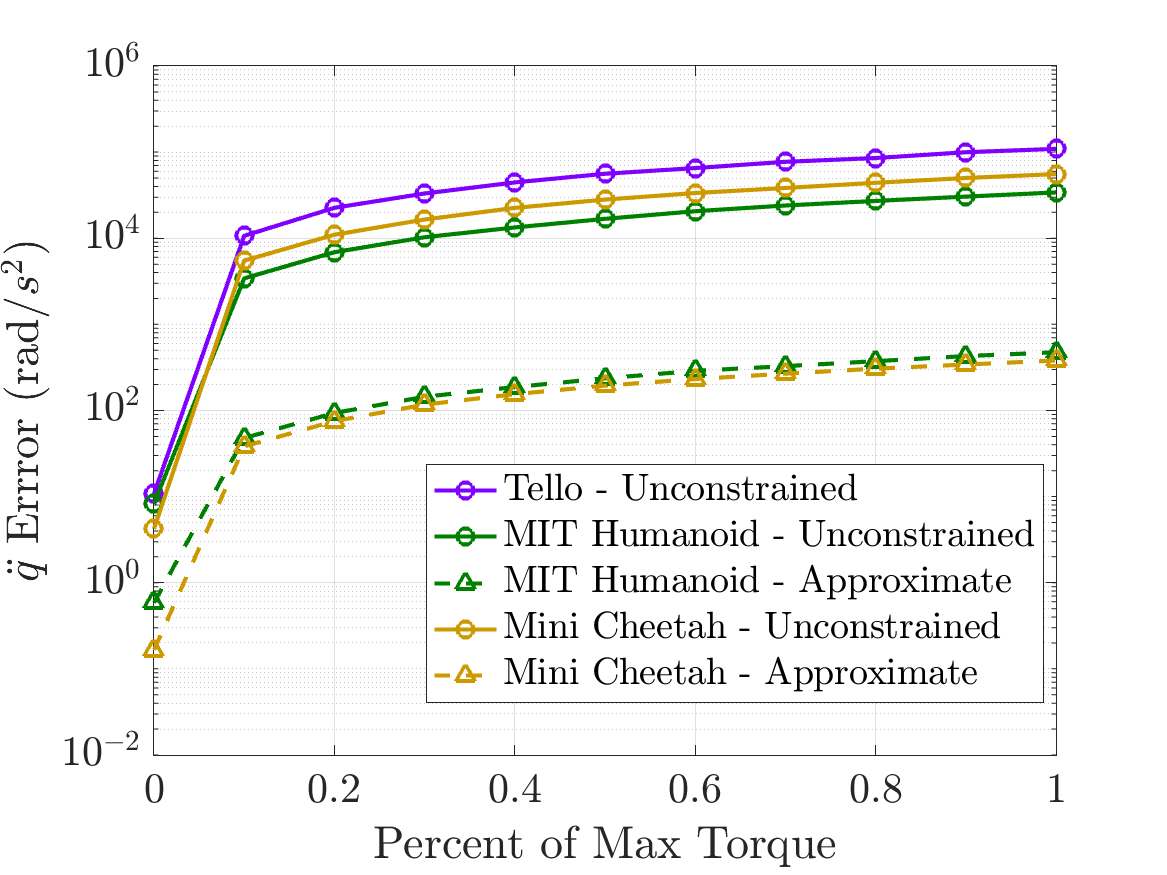 10^6
10^4
10^2
10^0
10^{-2}
q̈ Errror (rad/s^2)
Tello - Unconstrained
MIT Humanoid - Unconstrained
MIT Humanoid - Approximate
Mini Cheetah - Unconstrained
Mini Cheetah - Approximate
0 0.2 0.4 0.6 0.8 1
Percent of Max Torque